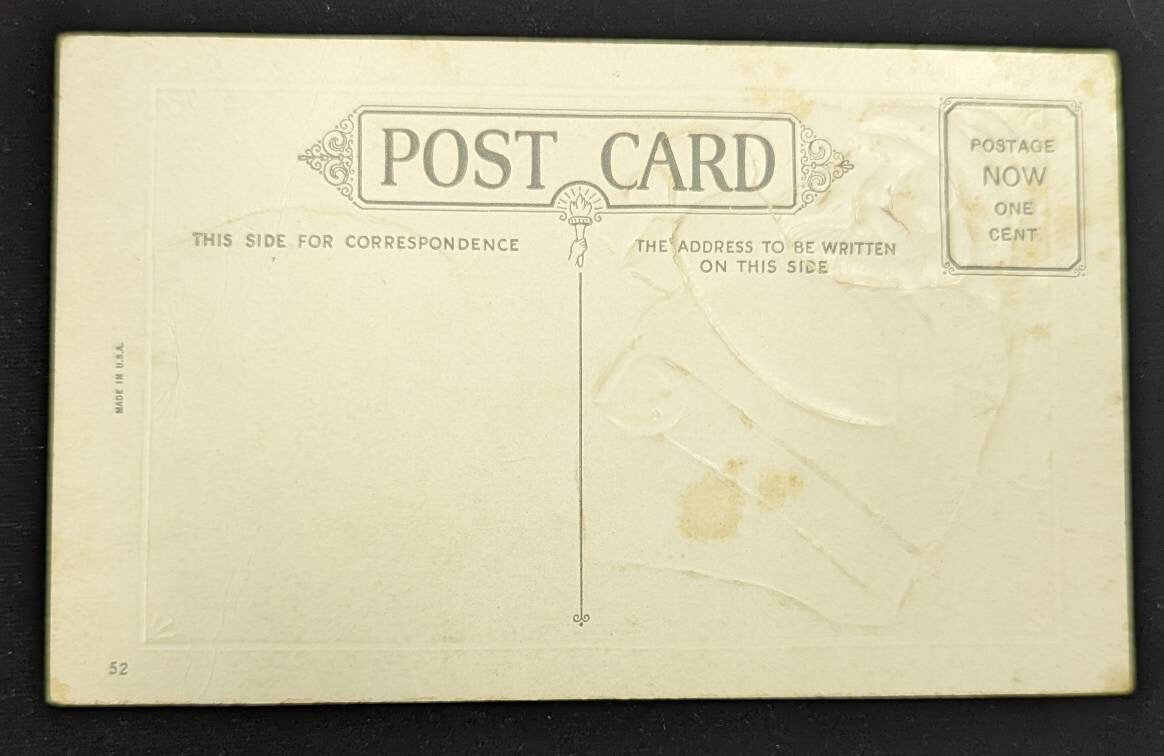 POST CARD
POSTAGE
NOW
ONE
CENT
THIS SIDE FOR CORRESPONDENCE
THE ADDRESS TO BE WRITTEN
ON THIS SIDE
MADE IN U.S.A.
52